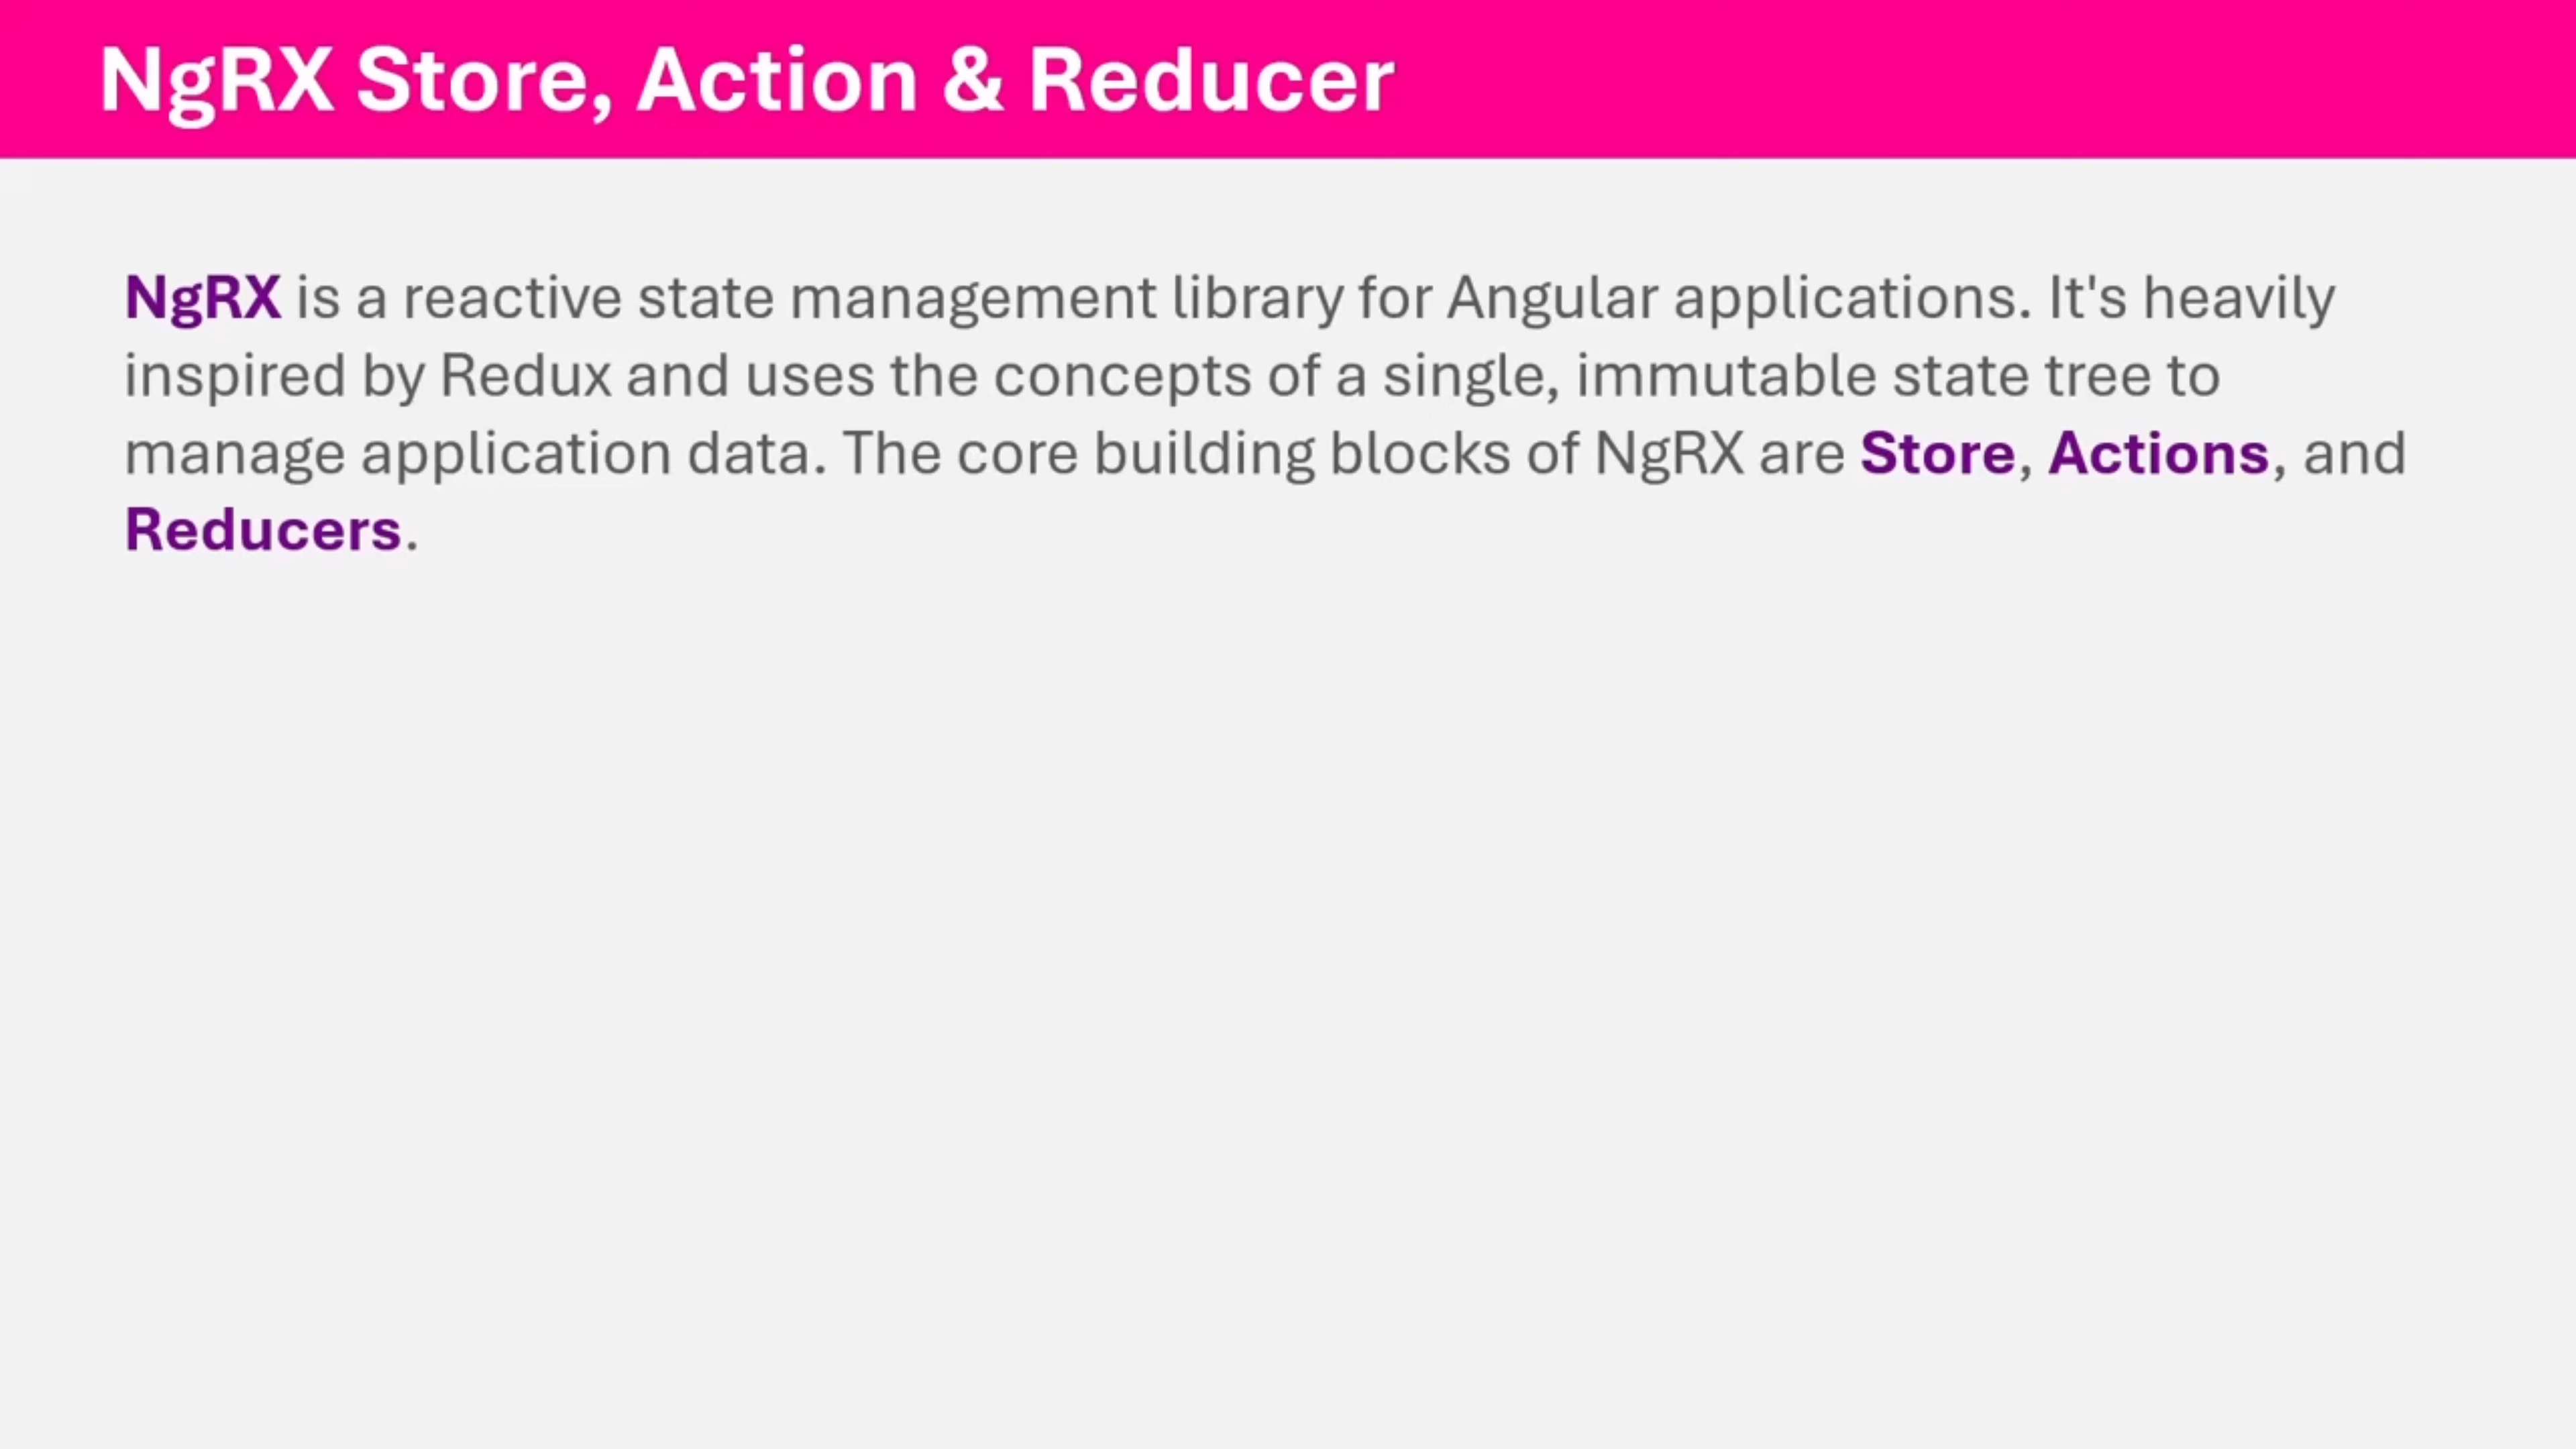 NgRX Store, Action & Reducer
NgRX is a reactive state management library for Angular applications. It's heavily
inspired by Redux and uses the concepts of a single, immutable state tree to
manage application data. The core building blocks of NgRX are Store, Actions, and
Reducers.